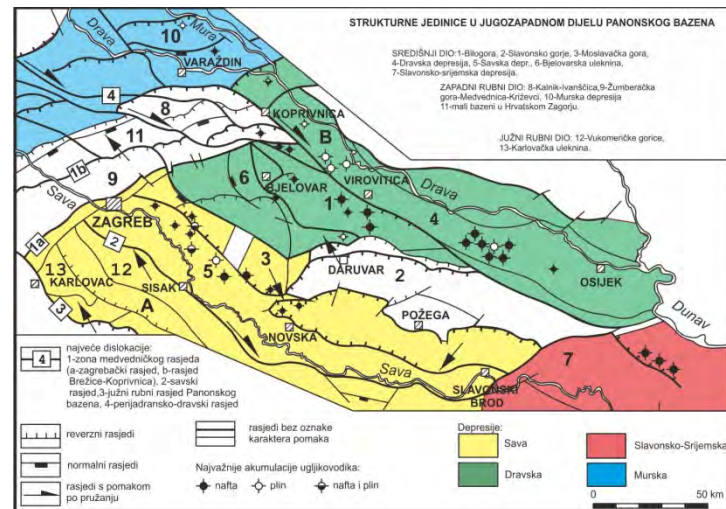 STRUKTURNE JEDINICE U JUGOZAPADNOM DIJELU PANONSKOG BAZENA
SREDIŠNJI DIO:1-Bilogora, 2-Slavonsko gorje, 3-Moslavačka gora,
4-Dravska depresija, 5-Savska depr., 6-Bjelovarska uleknina,
7-Slavonsko-srijemska depresija.
ZAPADNI RUBNI DIO: 8-Kalnik-Ivanščica,9-Žumberačka
gora-Medvednica-Križevci, 10-Murska depresija
11-mali bazeni u Hrvatskom Zagorju.
JUŽNI RUBNI DIO: 12-Vukomeričke gorice,
13-Karlovačka uleknina.
Drava
Mura
10
VARAŽDIN
4
8
KOPRIVNICA
11
B
1b
9
6
BJELOVAR
VIROVITICA
Drava
1
4
Sava
ZAGREB
1a
2
13
12
KARLOVAC
5
3
DARUVAR
2
OSIJEK
SISAK
A
3
POŽEGA
Dunav
NOVSKA
7
Sava
SLAVONSKI
BROD
4
najveće dislokacije:
1-zona medvedničkog rasjeda
(a-zagrebački rasjed, b-rasjed
Brežice-Koprivnica), 2-savski
rasjed,3-južni rubni rasjed Panonskog
bazena, 4-perijadransko-dravski rasjed
reverzni rasjedi
normalni rasjedi
rasjedi s pomakom
po pružanju
rasjedi bez oznake
karaktera pomaka
Najvažnije akumulacije ugljikovodika:
nafta
plin
nafta i plin
Depresije:
Sava
Dravska
Slavonsko-Srijemska
Murska
0
50 km